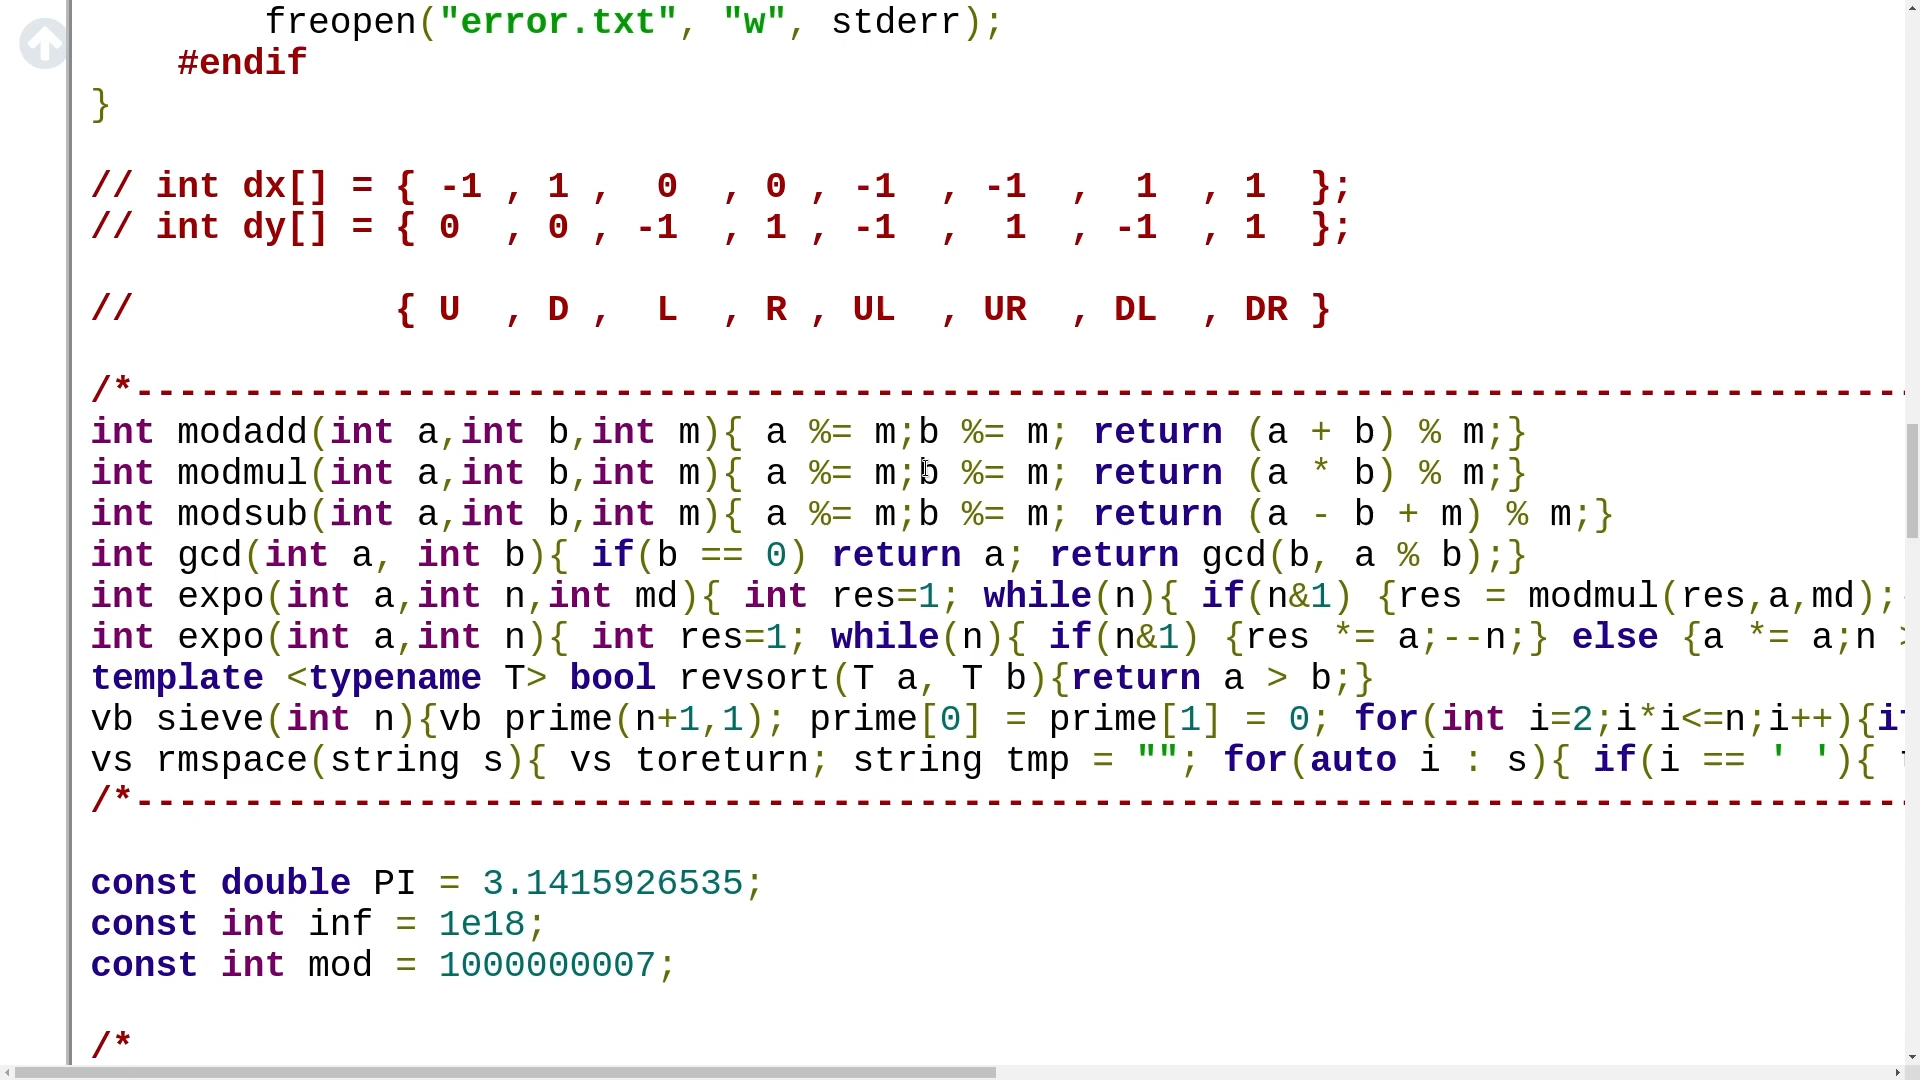 freopen("error.txt", "w", stderr);
#endif
}
// int dx[] = { -1 , 1 ,  0  , 0 , -1  , -1  ,  1  , 1  };
// int dy[] = { 0  , 0 , -1  , 1 , -1  ,  1  , -1  , 1  };
//            { U  , D ,  L  , R , UL  , UR  , DL  , DR }
/*----------------------------------------------------------------------------------
int modadd(int a,int b,int m){ a %= m;b %= m; return (a + b) % m;}
int modmul(int a,int b,int m){ a %= m;b %= m; return (a * b) % m;}
int modsub(int a,int b,int m){ a %= m;b %= m; return (a - b + m) % m;}
int gcd(int a, int b){ if(b == 0) return a; return gcd(b, a % b);}
int expo(int a,int n,int md){ int res=1; while(n){ if(n&1) {res = modmul(res,a,md);
int expo(int a,int n){ int res=1; while(n){ if(n&1) {res *= a;--n;} else {a *= a;n >
template <typename T> bool revsort(T a, T b){return a > b;}
vb sieve(int n){vb prime(n+1,1); prime[0] = prime[1] = 0; for(int i=2;i*i<=n;i++){if
vs rmspace(string s){ vs toreturn; string tmp = ""; for(auto i : s){ if(i == ' '){
/*----------------------------------------------------------------------------------
const double PI = 3.1415926535;
const int inf = 1e18;
const int mod = 1000000007;
/*